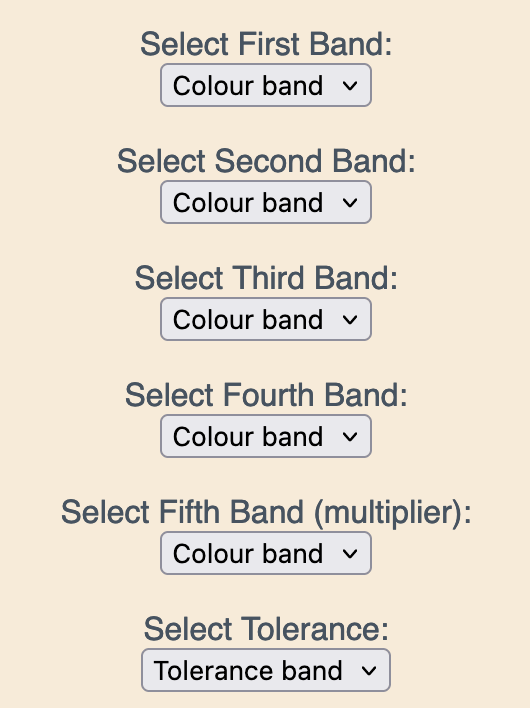 Select First Band:
Colour band
Select Second Band:
Colour band
Select Third Band:
Colour band
Select Fourth Band:
Colour band
Select Fifth Band (multiplier):
Colour band
Select Tolerance:
Tolerance band